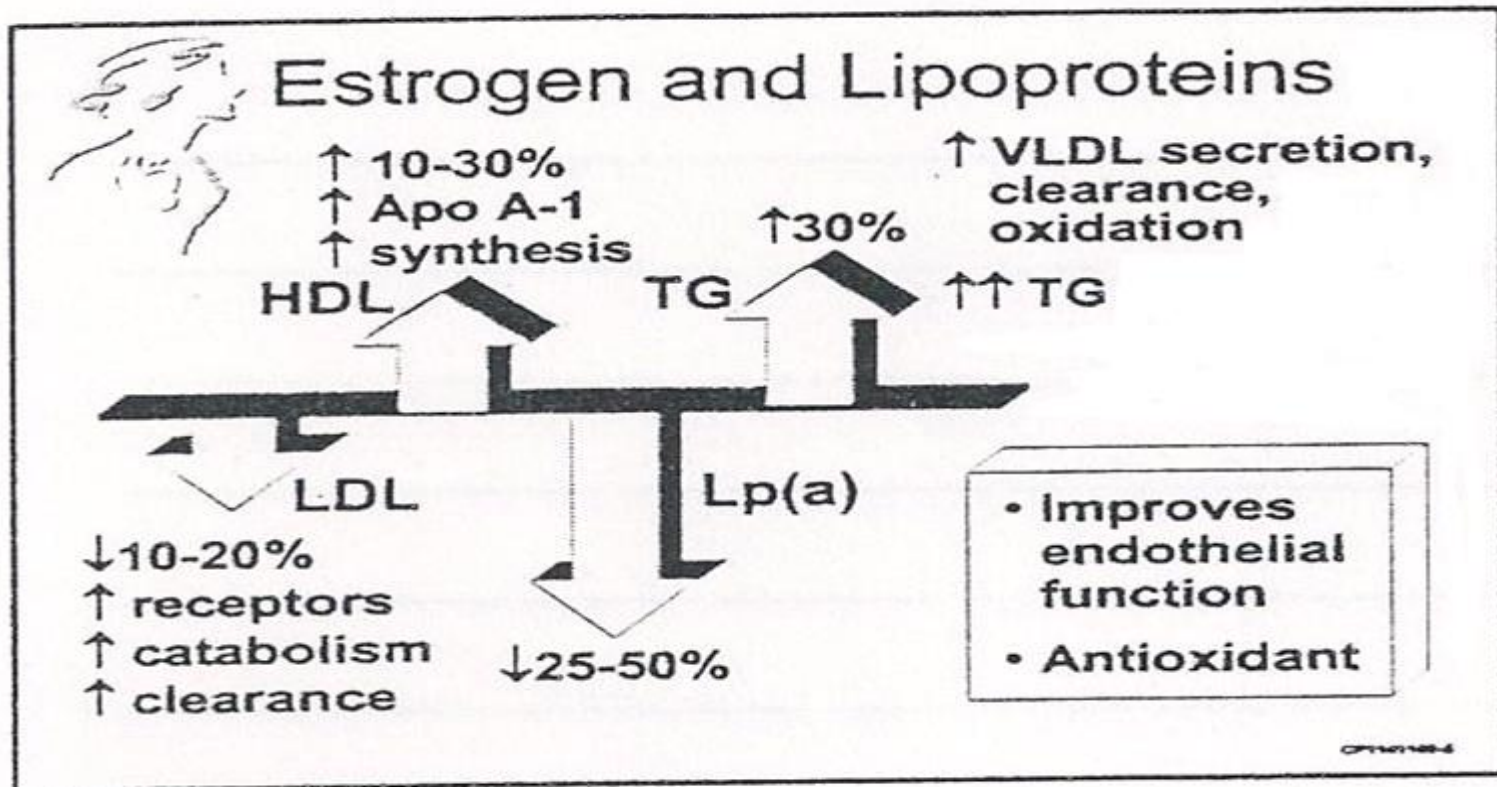 Estrogen and Lipoproteins
↑ 10-30%
↑ Apo A-1
↑ synthesis
HDL
↑30%
TG
↑ VLDL secretion,
clearance,
oxidation
↑↑ TG
LDL
↓10-20%
↑ receptors
↑ catabolism
↑ clearance
Lp(a)
↓25-50%
• Improves
endothelial
function
• Antioxidant